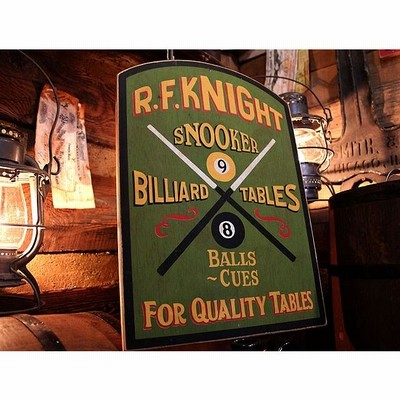 R.F.KNIGHT
SNOOKER
9
BILLIARD TABLES
8
BALLS
~CUES
FOR QUALITY TABLES